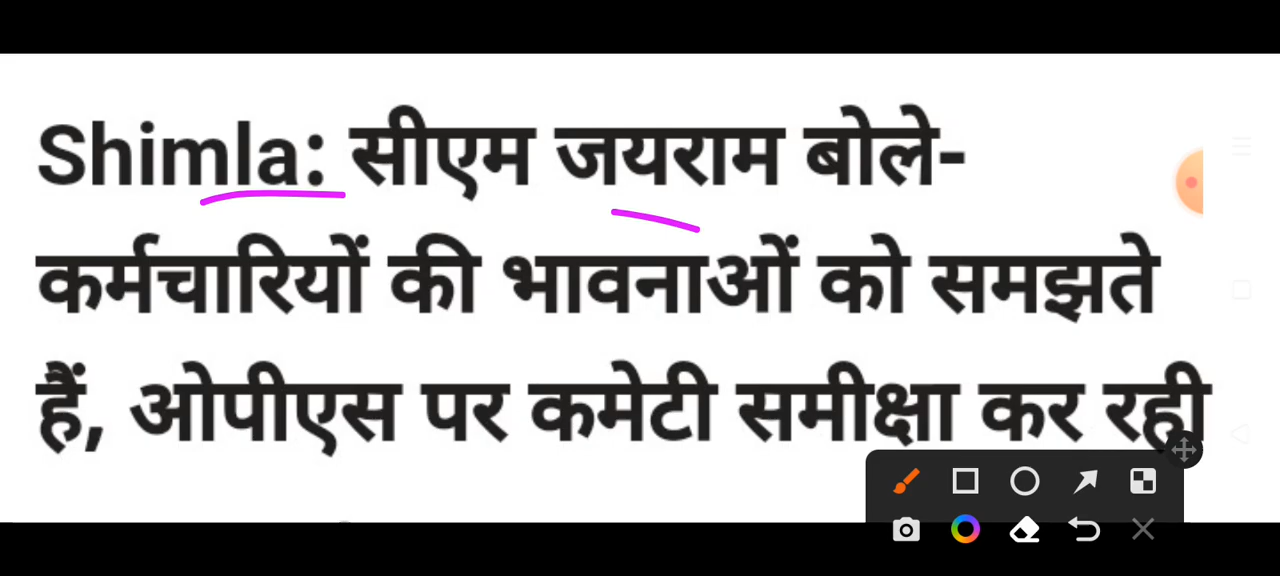 Shimla: सीएम जयराम बोले-
कर्मचारियों की भावनाओं को समझते
हैं, ओपीएस पर कमेटी समीक्षा कर रही